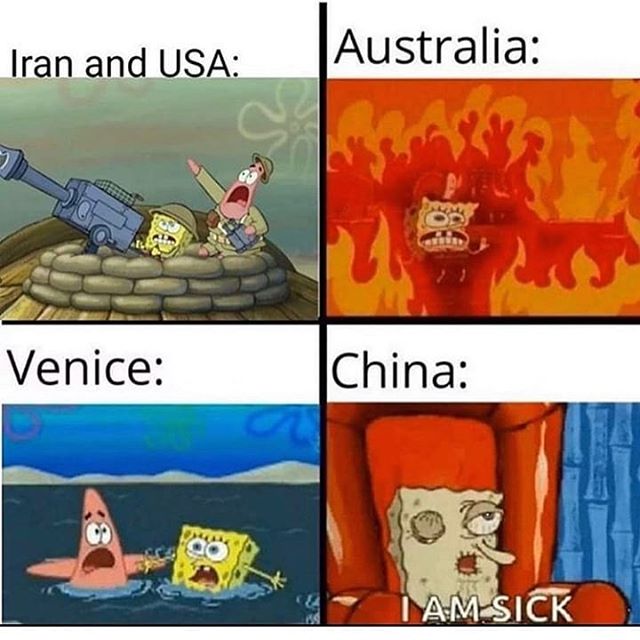 Iran and USA:
Australia:
Venice:
China:
I AM SICK